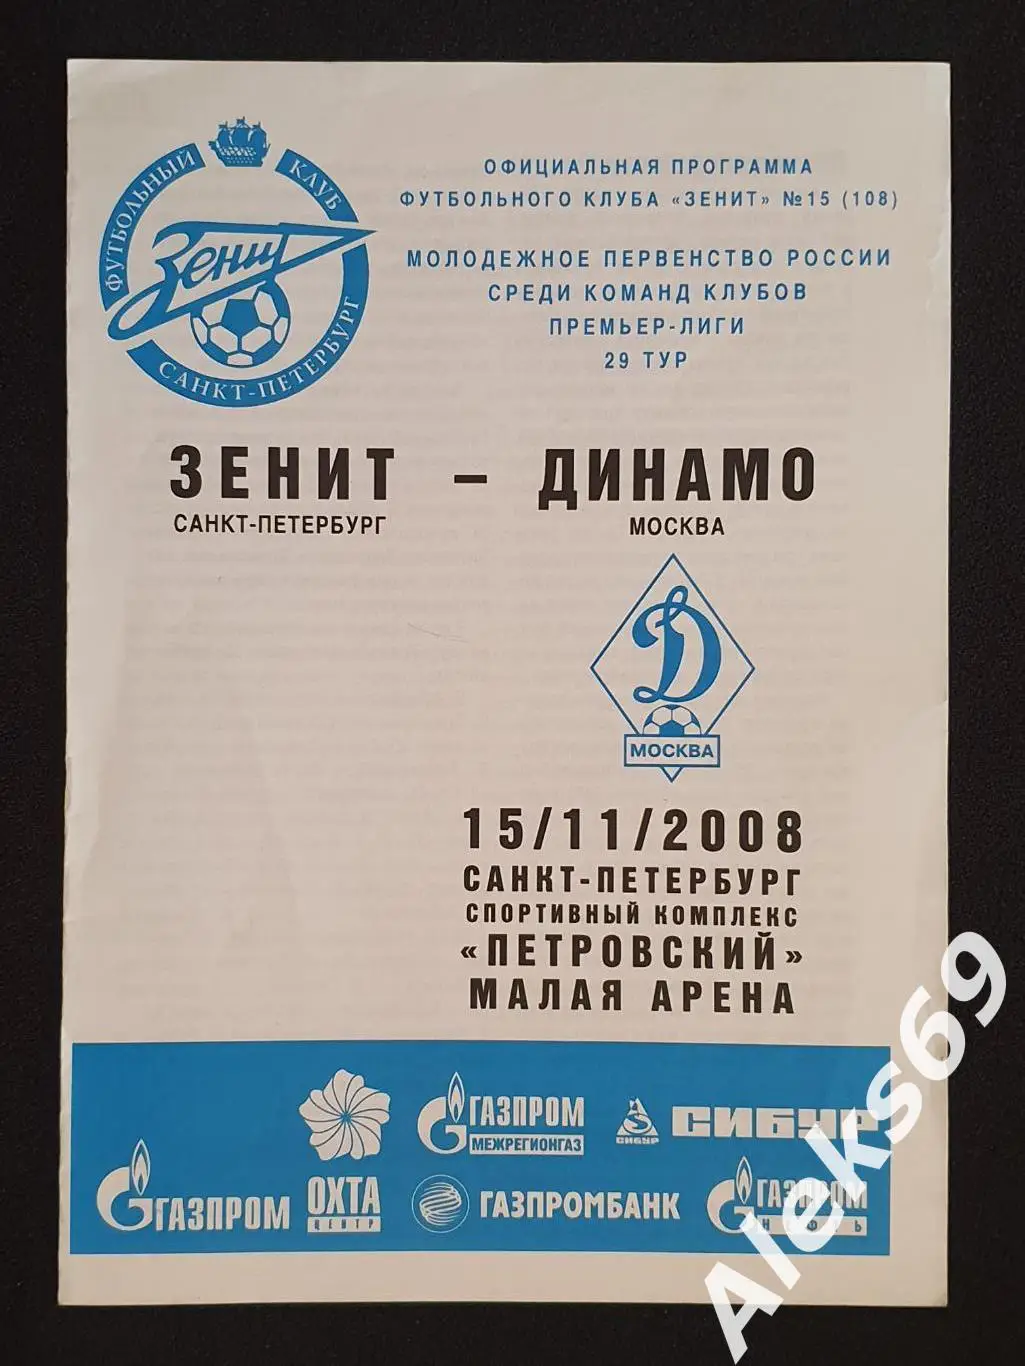 ФУТБОЛЬНЫЙ КЛУБ
Зенит
САНКТ-ПЕТЕРБУРГ
ОФИЦИАЛЬНАЯ ПРОГРАММА
ФУТБОЛЬНОГО КЛУБА «ЗЕНИТ» №15 (108)
МОЛОДЕЖНОЕ ПЕРВЕНСТВО РОССИИ
СРЕДИ КОМАНД КЛУБОВ
ПРЕМЬЕР-ЛИГИ
29 ТУР
ЗЕНИТ – ДИНАМО
САНКТ-ПЕТЕРБУРГ МОСКВА
Д
МОСКВА
15/11/2008
САНКТ-ПЕТЕРБУРГ
СПОРТИВНЫЙ КОМПЛЕКС
«ПЕТРОВСКИЙ»
МАЛАЯ АРЕНА
ГАЗПРОМ
ОХТА
ЦЕНТР
ГАЗПРОМ
МЕЖРЕГИОНГАЗ
СИБУР
СИБУР
ГАЗПРОМБАНК
ГАЗПРОМ
НЕФТЬ
Aleks69